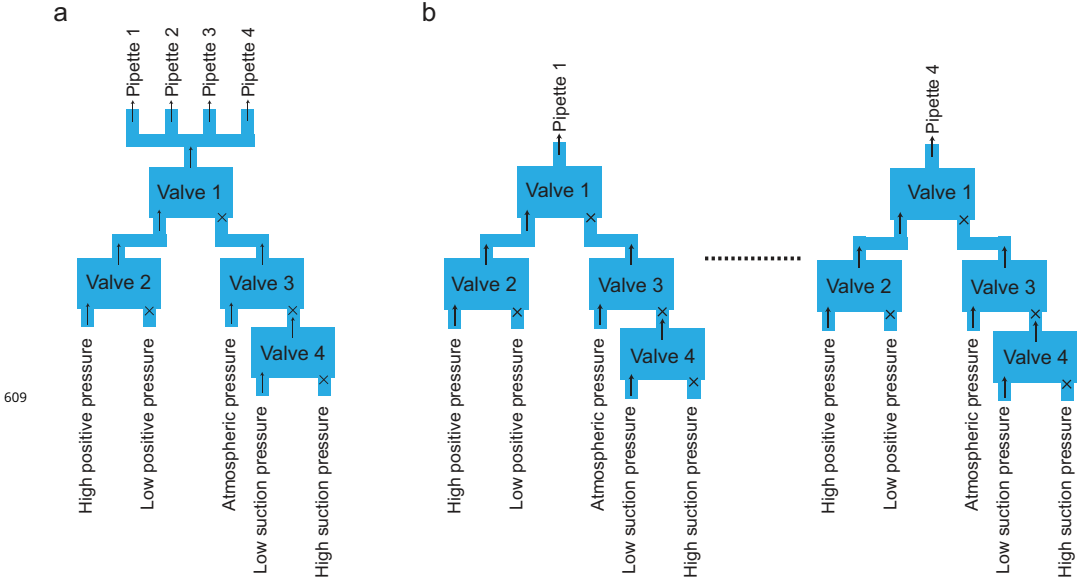 a
Pipette 1
Pipette 2
Pipette 3
Pipette 4
Valve 1
Valve 2
Valve 3
Valve 4
High positive pressure
Low positive pressure
Atmospheric pressure
Low suction pressure
High suction pressure
609
b
Pipette 1
Valve 1
Valve 2
Valve 3
Valve 4
High positive pressure
Low positive pressure
Atmospheric pressure
Low suction pressure
High suction pressure
Pipette 4
Valve 1
Valve 2
Valve 3
Valve 4
High positive pressure
Low positive pressure
Atmospheric pressure
Low suction pressure
High suction pressure